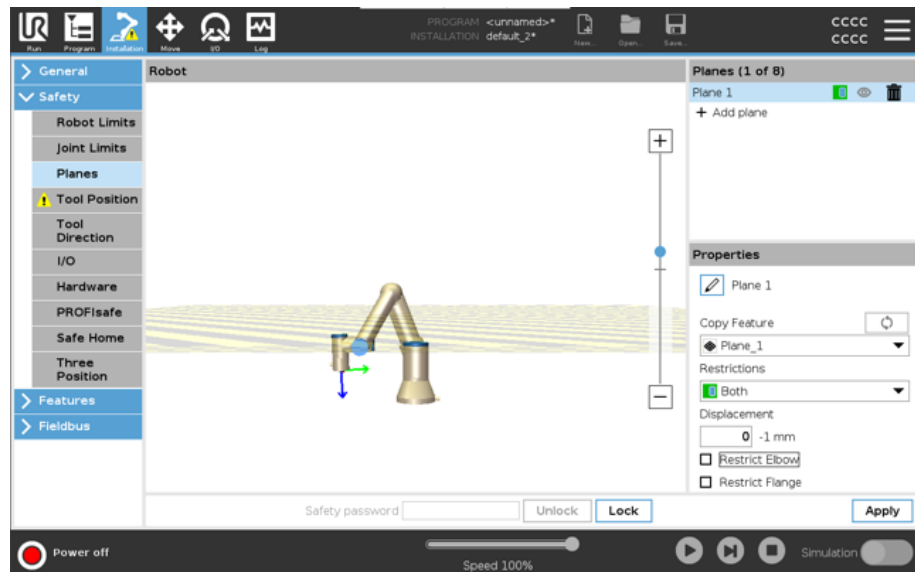 UR
PROGRAM <unnamed>*
INSTALLATION default_2*
Run Program Installation Move I/O Log New... Open... Save...
cccc
cccc
General
Safety
Robot Limits
Joint Limits
Planes
Tool Position
Tool
Direction
I/O
Hardware
PROFIsafe
Safe Home
Three
Position
Features
Fieldbus
Robot
Planes (1 of 8)
Plane 1
+ Add plane
Properties
Plane 1
Copy Feature
Plane_1
Restrictions
Both
Displacement
0 -1 mm
Restrict Elbow
Restrict Flange
Safety password Unlock Lock Apply
Power off
Speed 100%
Simulation